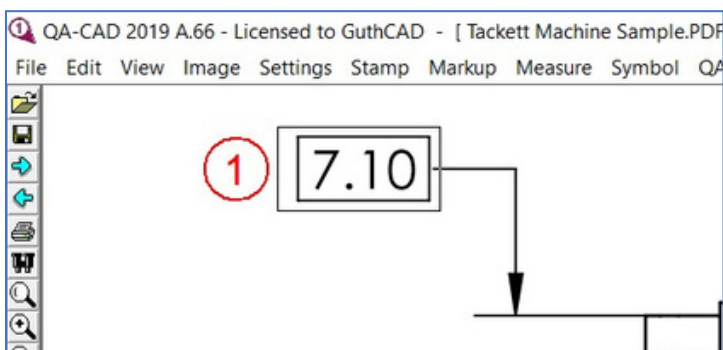 QA-CAD 2019 A.66 - Licensed to GuthCAD - [ Tackett Machine Sample.PDF
File Edit View Image Settings Stamp Markup Measure Symbol QA
1 7.10